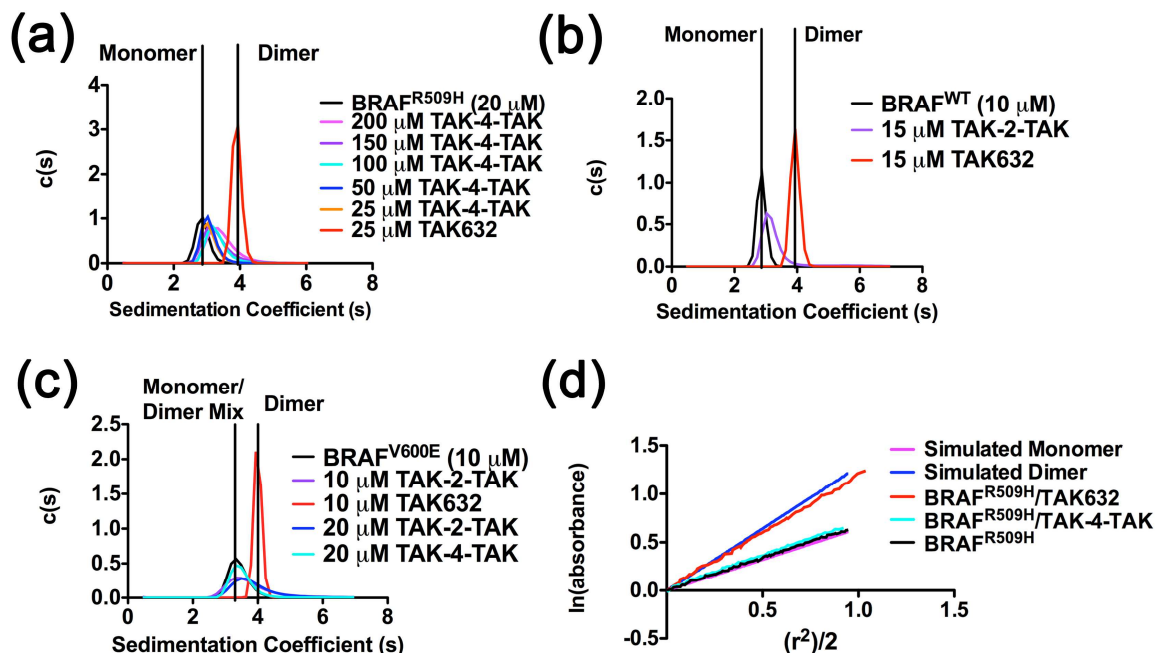 (a)
Monomer
Dimer
4
3
2
1
0
c(s)
0
2
4
6
8
Sedimentation Coefficient (s)
BRAF^R509H (20 μM)
200 μM TAK-4-TAK
150 μM TAK-4-TAK
100 μM TAK-4-TAK
50 μM TAK-4-TAK
25 μM TAK-4-TAK
25 μM TAK632
(b)
Monomer
Dimer
2.0
1.5
1.0
0.5
0.0
c(s)
0
2
4
6
8
Sedimentation Coefficient (s)
BRAF^WT (10 μM)
15 μM TAK-2-TAK
15 μM TAK632
(c)
Monomer/
Dimer Mix
Dimer
2.5
2.0
1.5
1.0
0.5
0.0
c(s)
0
2
4
6
8
Sedimentation Coefficient (s)
BRAF^V600E (10 μM)
10 μM TAK-2-TAK
10 μM TAK632
20 μM TAK-2-TAK
20 μM TAK-4-TAK
(d)
1.5
1.0
0.5
0.0
-0.5
ln(absorbance)
0.5
1.0
1.5
(r²)/2
Simulated Monomer
Simulated Dimer
BRAF^R509H/TAK632
BRAF^R509H/TAK-4-TAK
BRAF^R509H